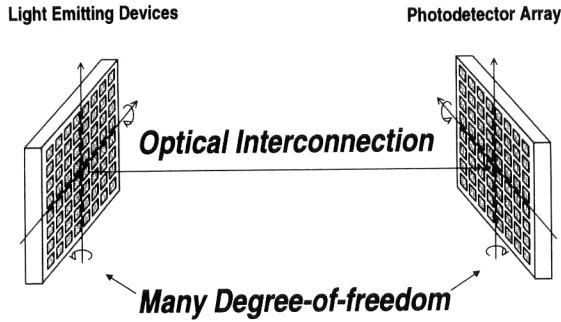 Light Emitting Devices
Photodetector Array
Optical Interconnection
Many Degree-of-freedom